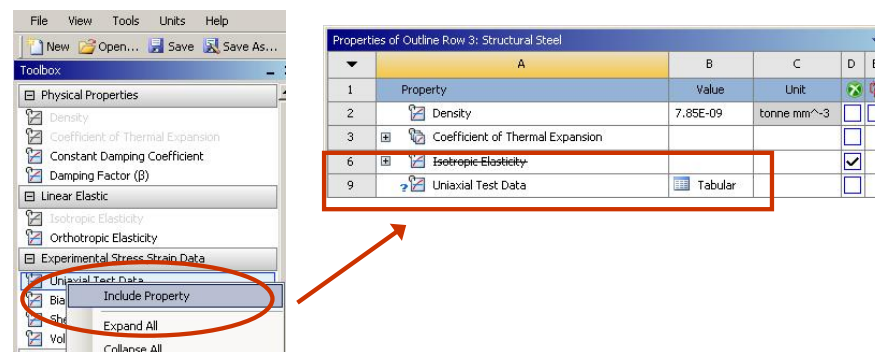 File View Tools Units Help
New Open... Save Save As...
Toolbox
Physical Properties
Density
Coefficient of Thermal Expansion
Constant Damping Coefficient
Damping Factor (β)
Linear Elastic
Isotropic Elasticity
Orthotropic Elasticity
Experimental Stress Strain Data
Uniaxial Test Data
Include Property
Expand All
Collapse All
Properties of Outline Row 3: Structural Steel
A B C D E
1 Property Value Unit
2 Density 7.85E-09 tonne mm^-3
3 Coefficient of Thermal Expansion
6 Isotropic Elasticity
9 ? Uniaxial Test Data Tabular